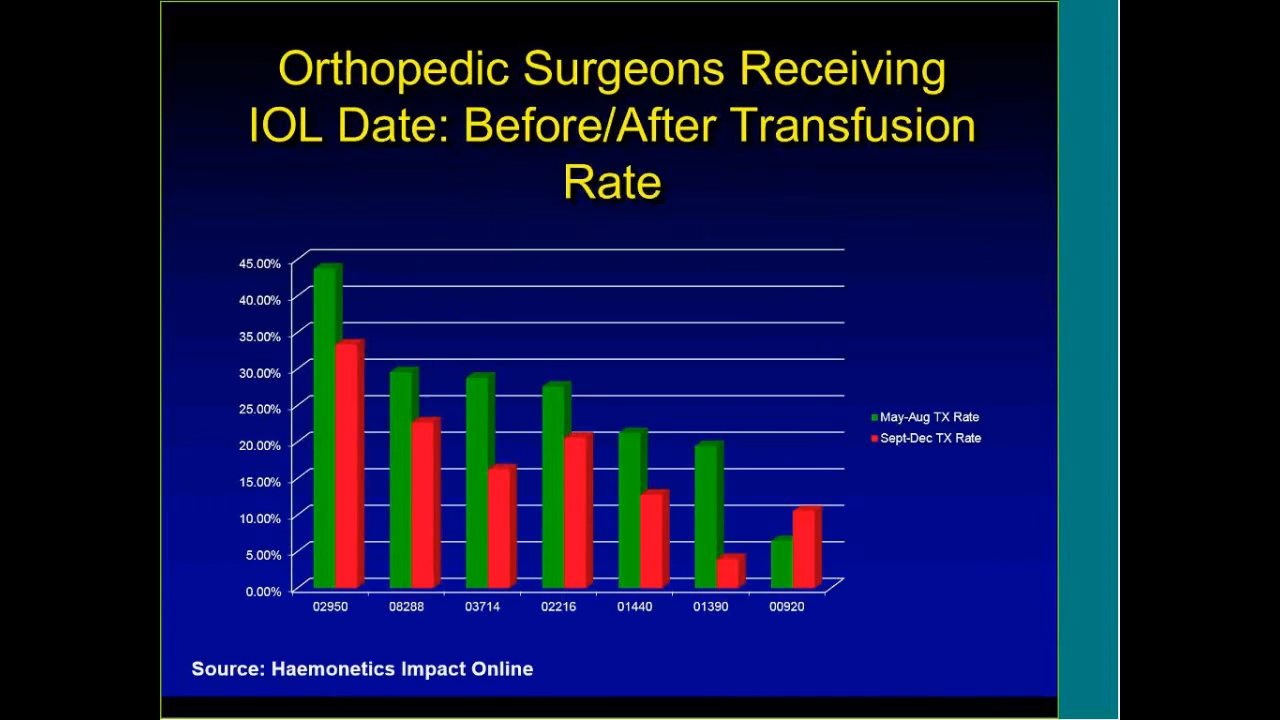 Orthopedic Surgeons Receiving
IOL Date: Before/After Transfusion
Rate
45.00%
40.00%
35.00%
30.00%
25.00%
20.00%
15.00%
10.00%
5.00%
0.00%
02950 08288 03714 02216 01440 01390 00920
May-Aug TX Rate
Sept-Dec TX Rate
Source: Haemonetics Impact Online